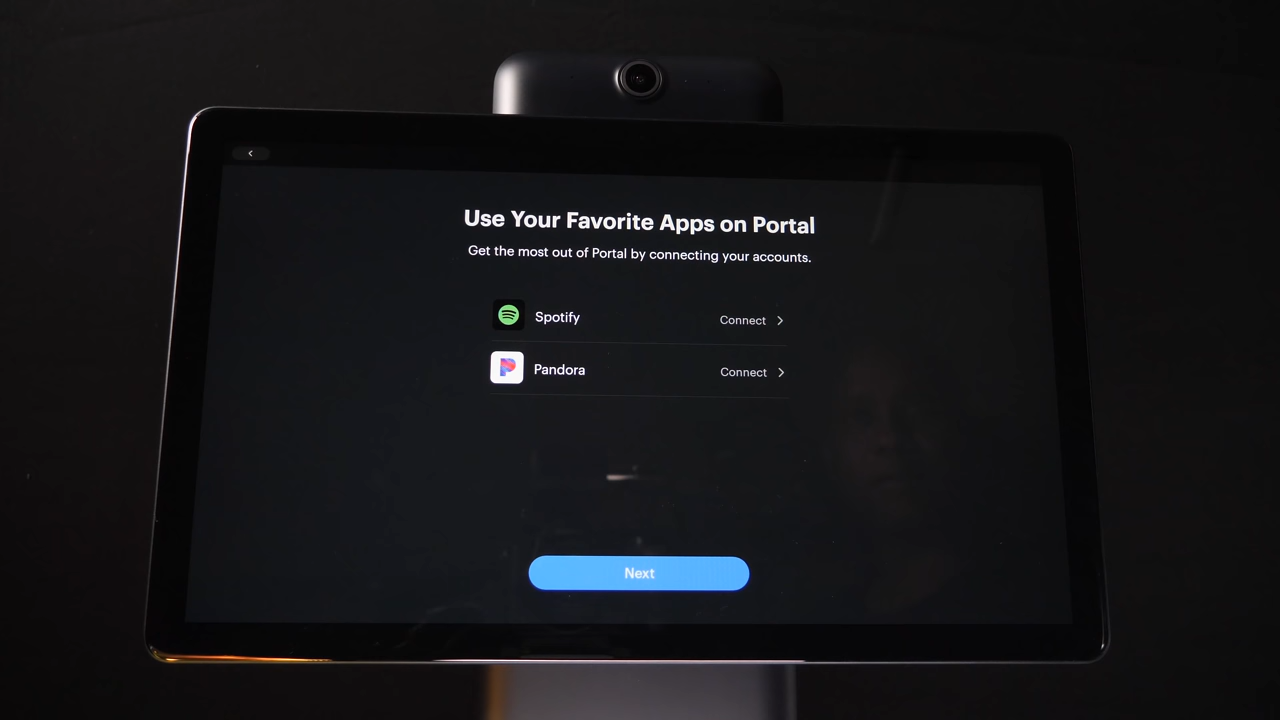 Use Your Favorite Apps on Portal
Get the most out of Portal by connecting your accounts.
Spotify Connect
Pandora Connect
Next